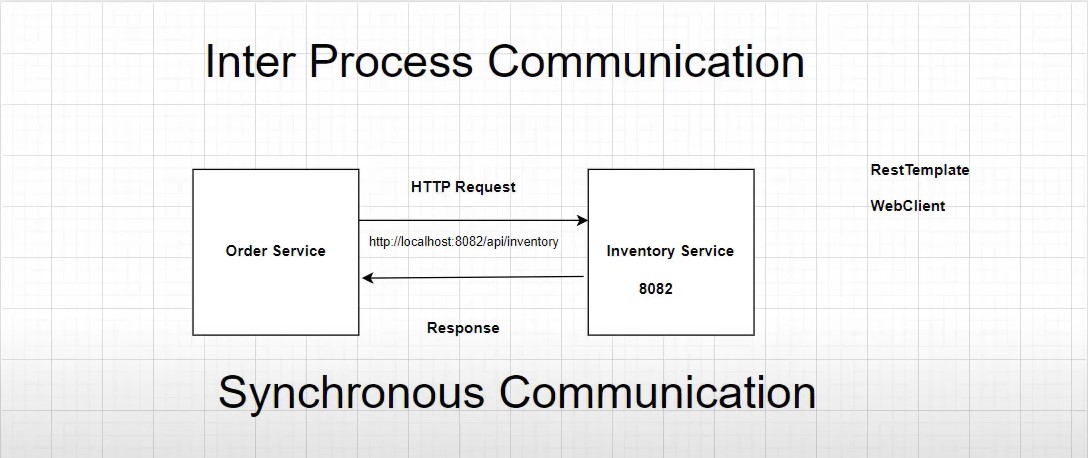 Inter Process Communication
RestTemplate
HTTP Request
WebClient
http://localhost:8082/api/inventory
Order Service
Inventory Service
8082
Response
Synchronous Communication